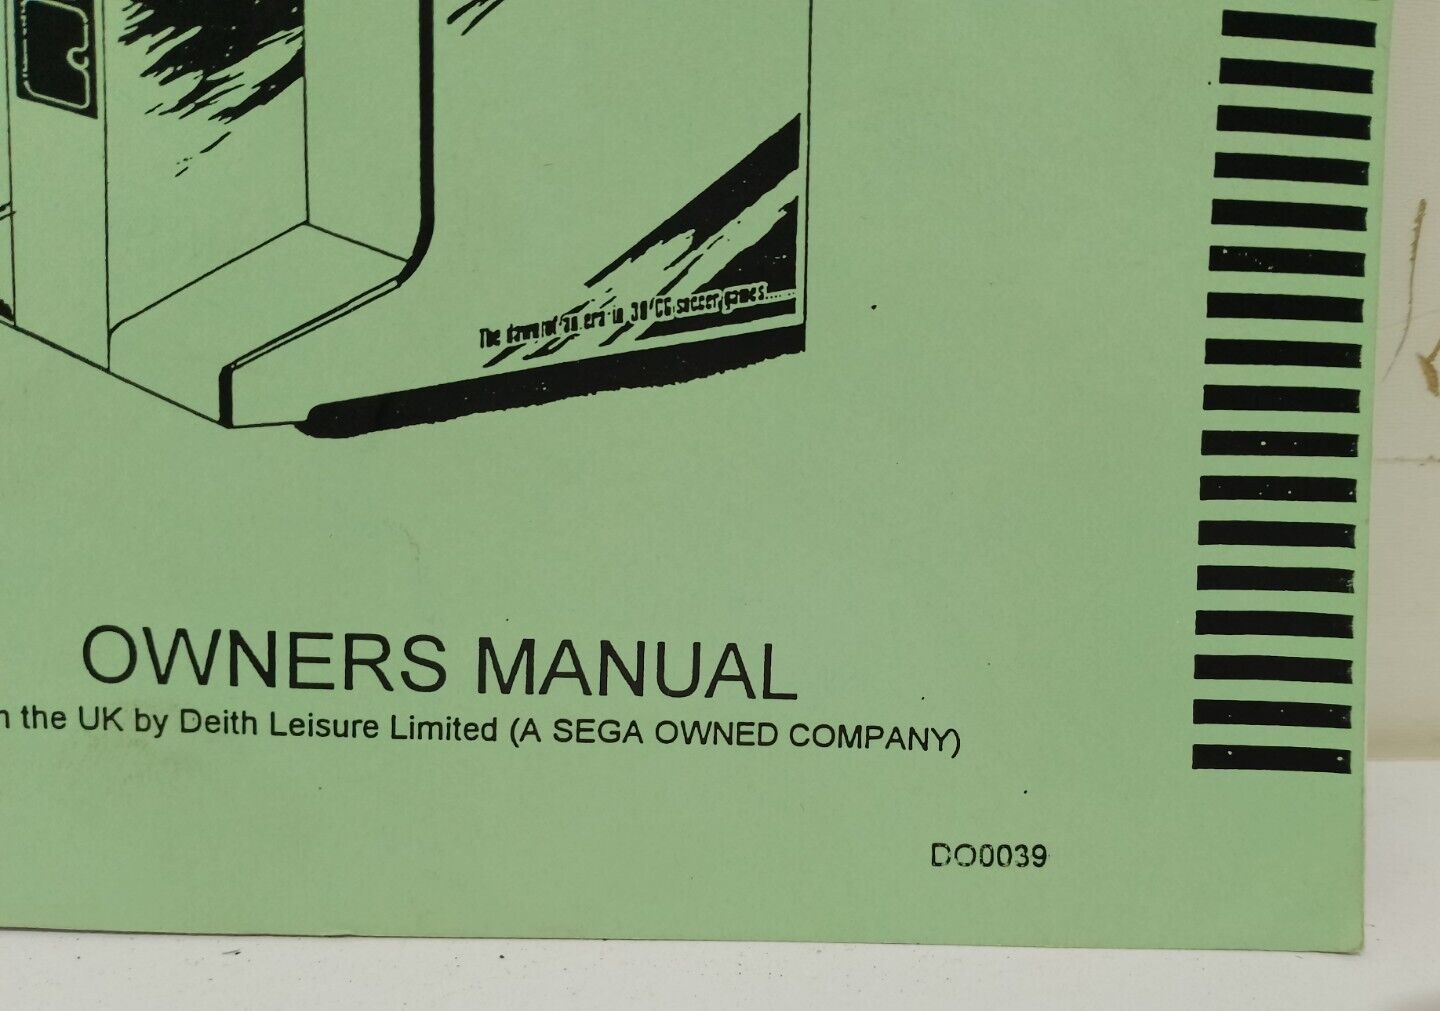 The dawn of an era in 3D CG soccer games....
OWNERS MANUAL
the UK by Deith Leisure Limited (A SEGA OWNED COMPANY)
DO0039